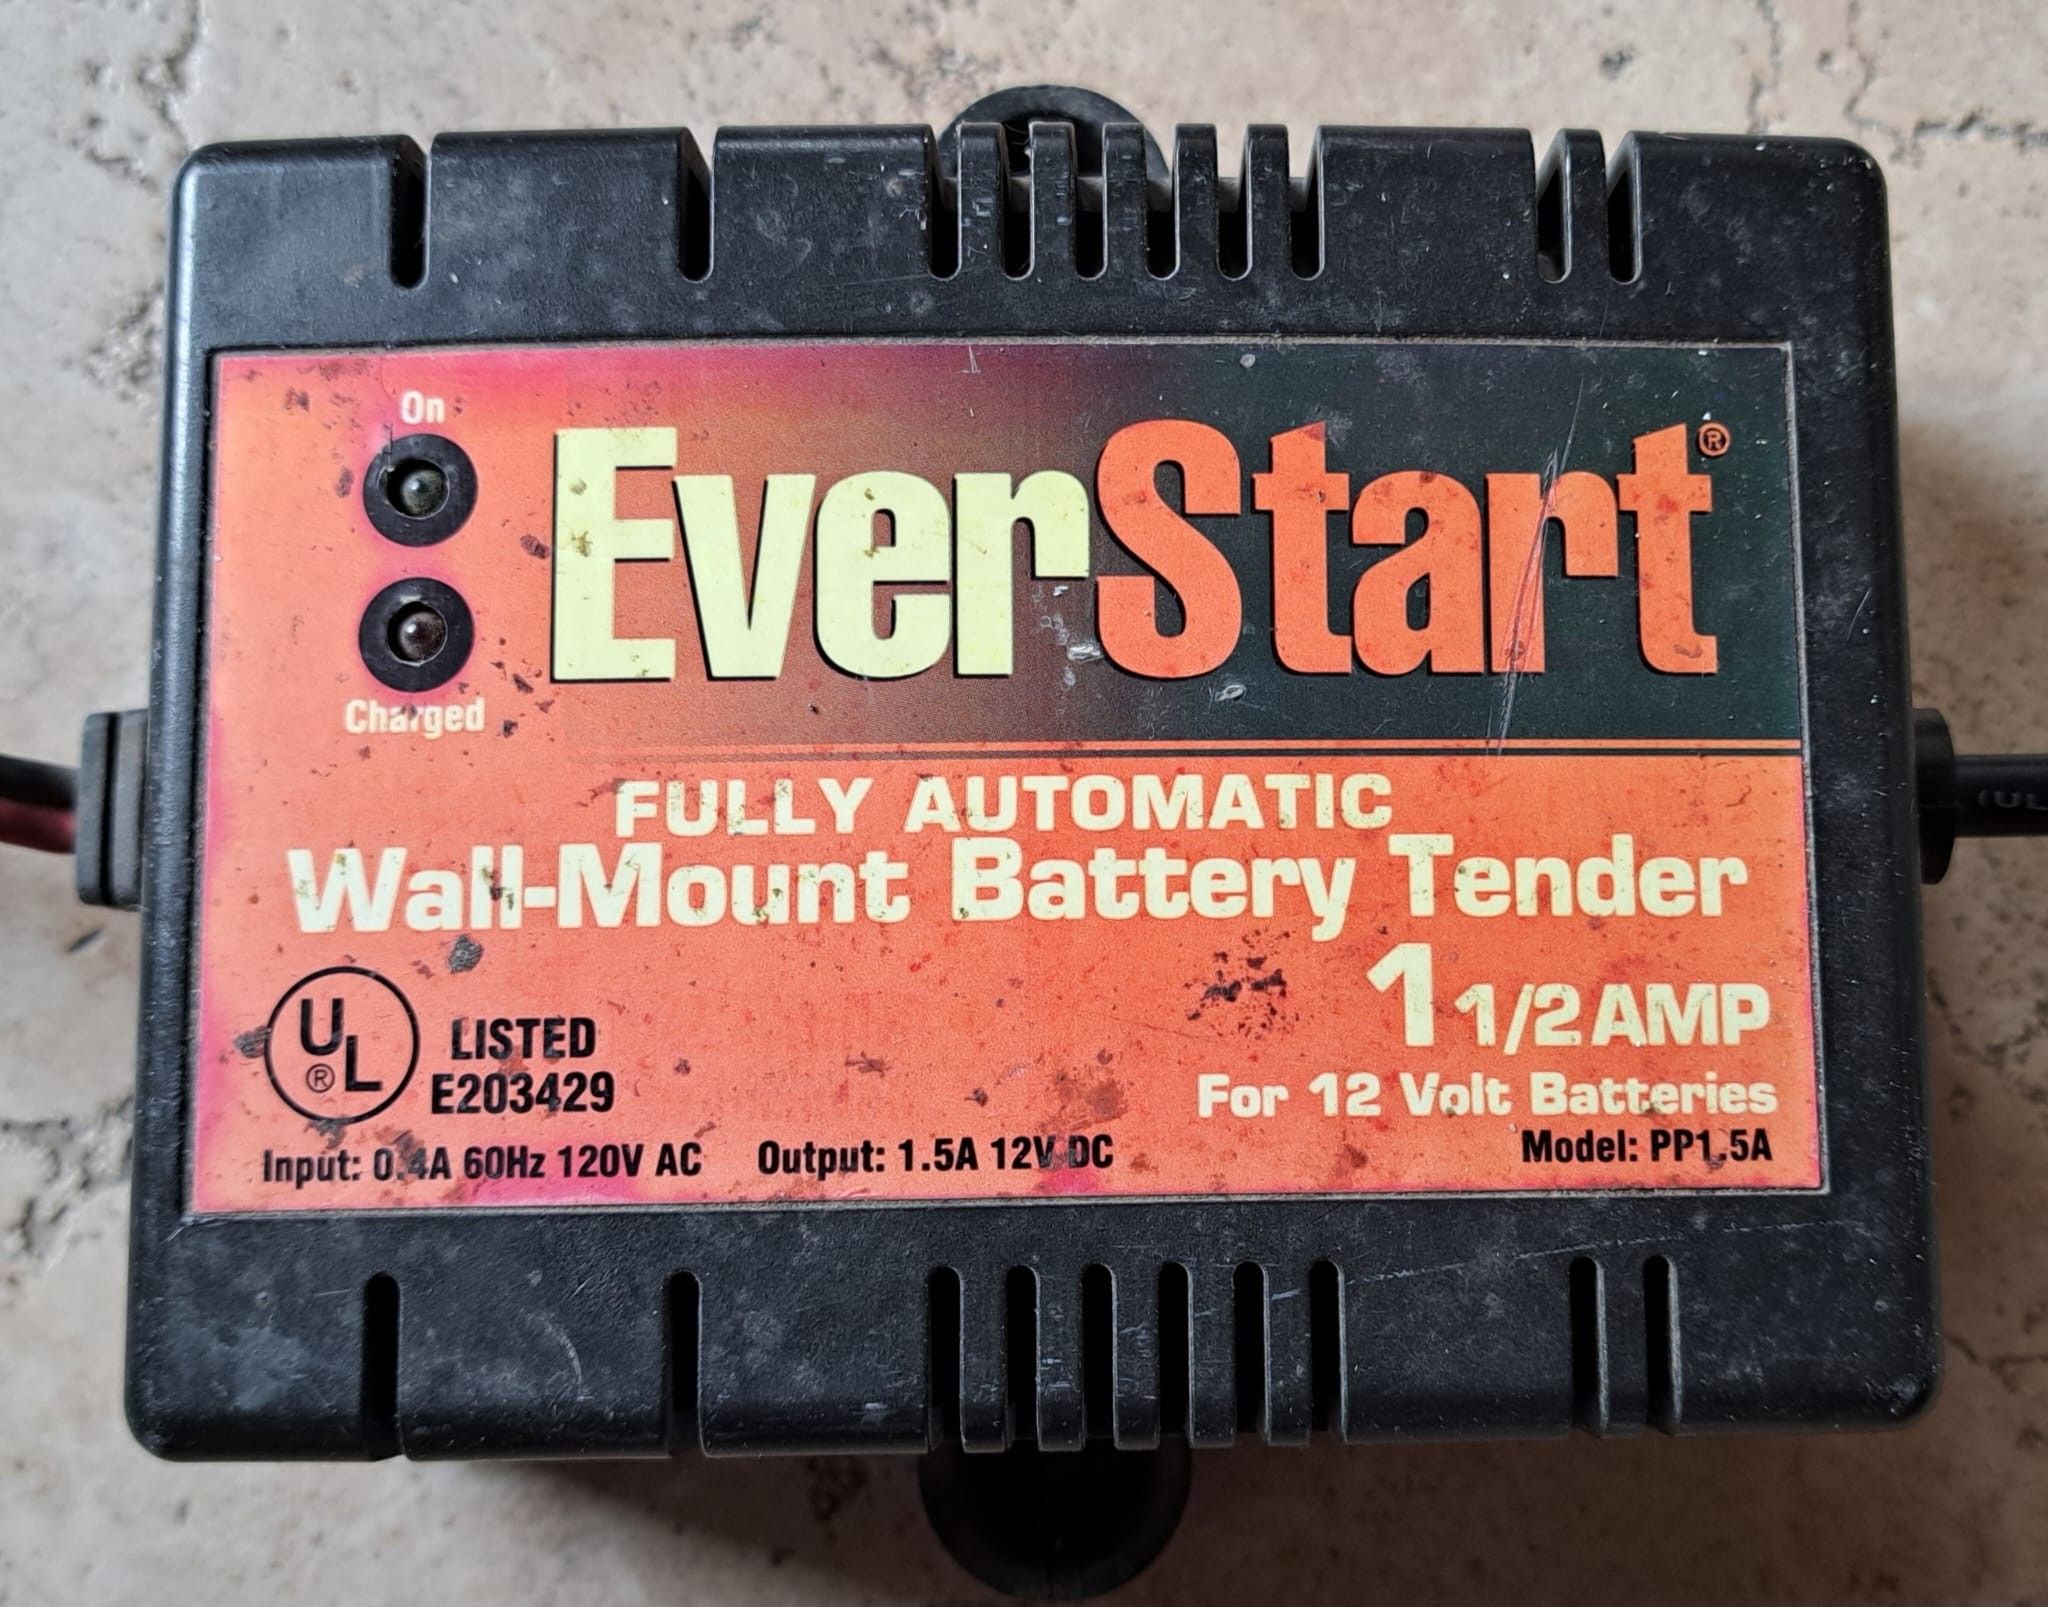 On
EverStart®
Charged
FULLY AUTOMATIC
Wall-Mount Battery Tender
1 1/2 AMP
UL® LISTED
E203429
For 12 Volt Batteries
Input: 0.4A 60Hz 120V AC Output: 1.5A 12V DC
Model: PP1.5A